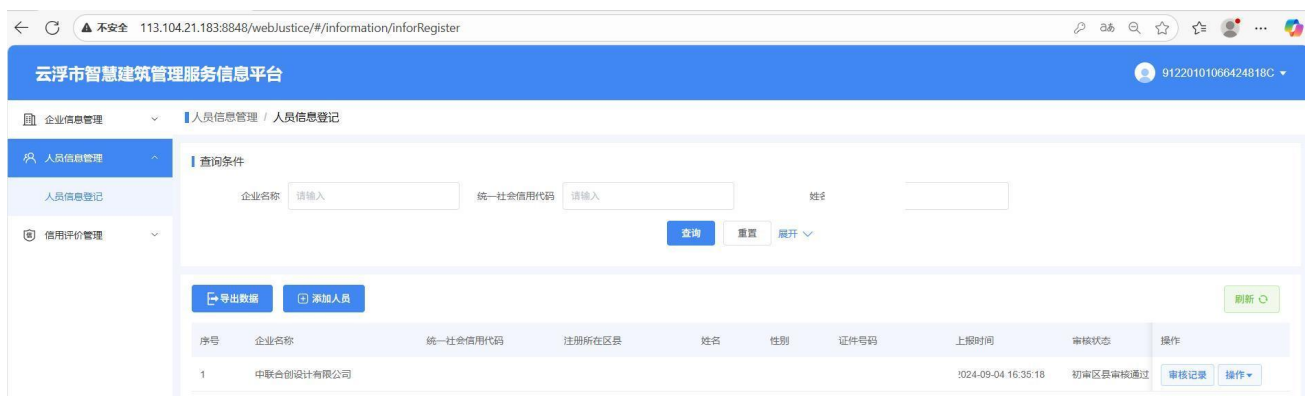 不安全 113.104.21.183:8848/webJustice/#/information/inforRegister
云浮市智慧建筑管理服务信息平台
91220101066424818C
企业信息管理
人员信息管理 / 人员信息登记
人员信息管理
查询条件
人员信息登记
企业名称 请输入 统一社会信用代码 请输入 姓名
信用评价管理
查询 重置 展开
导出数据 添加人员 刷新
序号 企业名称 统一社会信用代码 注册所在区县 姓名 性别 证件号码 上报时间 审核状态 操作
1 中联合创设计有限公司 2024-09-04 16:35:18 初审区县审核通过 审核记录 操作